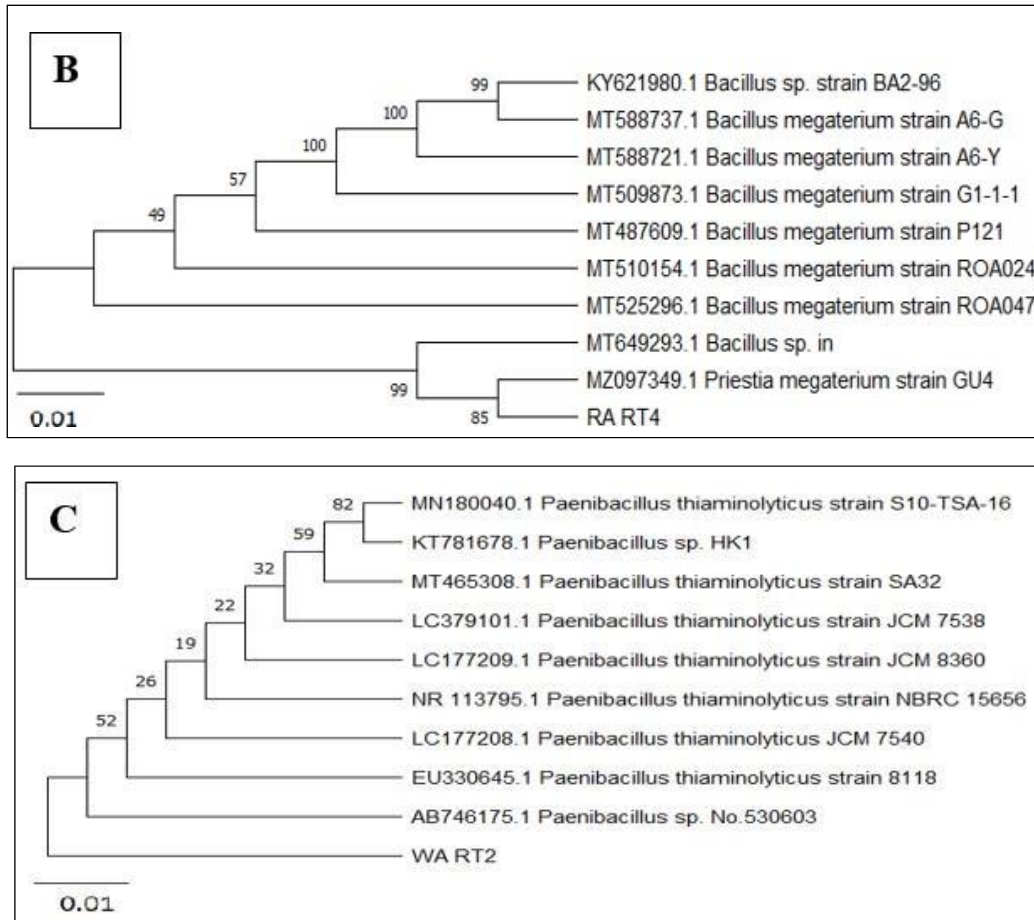 B
99
KY621980.1 Bacillus sp. strain BA2-96
100
MT588737.1 Bacillus megaterium strain A6-G
100
MT588721.1 Bacillus megaterium strain A6-Y
57
MT509873.1 Bacillus megaterium strain G1-1-1
49
MT487609.1 Bacillus megaterium strain P121
MT510154.1 Bacillus megaterium strain ROA024
MT525296.1 Bacillus megaterium strain ROA047
MT649293.1 Bacillus sp. in
99
MZ097349.1 Priestia megaterium strain GU4
85
RA RT4
0.01
C
82
MN180040.1 Paenibacillus thiaminolyticus strain S10-TSA-16
59
KT781678.1 Paenibacillus sp. HK1
32
MT465308.1 Paenibacillus thiaminolyticus strain SA32
22
LC379101.1 Paenibacillus thiaminolyticus strain JCM 7538
19
LC177209.1 Paenibacillus thiaminolyticus strain JCM 8360
26
NR 113795.1 Paenibacillus thiaminolyticus strain NBRC 15656
52
LC177208.1 Paenibacillus thiaminolyticus JCM 7540
EU330645.1 Paenibacillus thiaminolyticus strain 8118
AB746175.1 Paenibacillus sp. No.530603
WA RT2
0.01